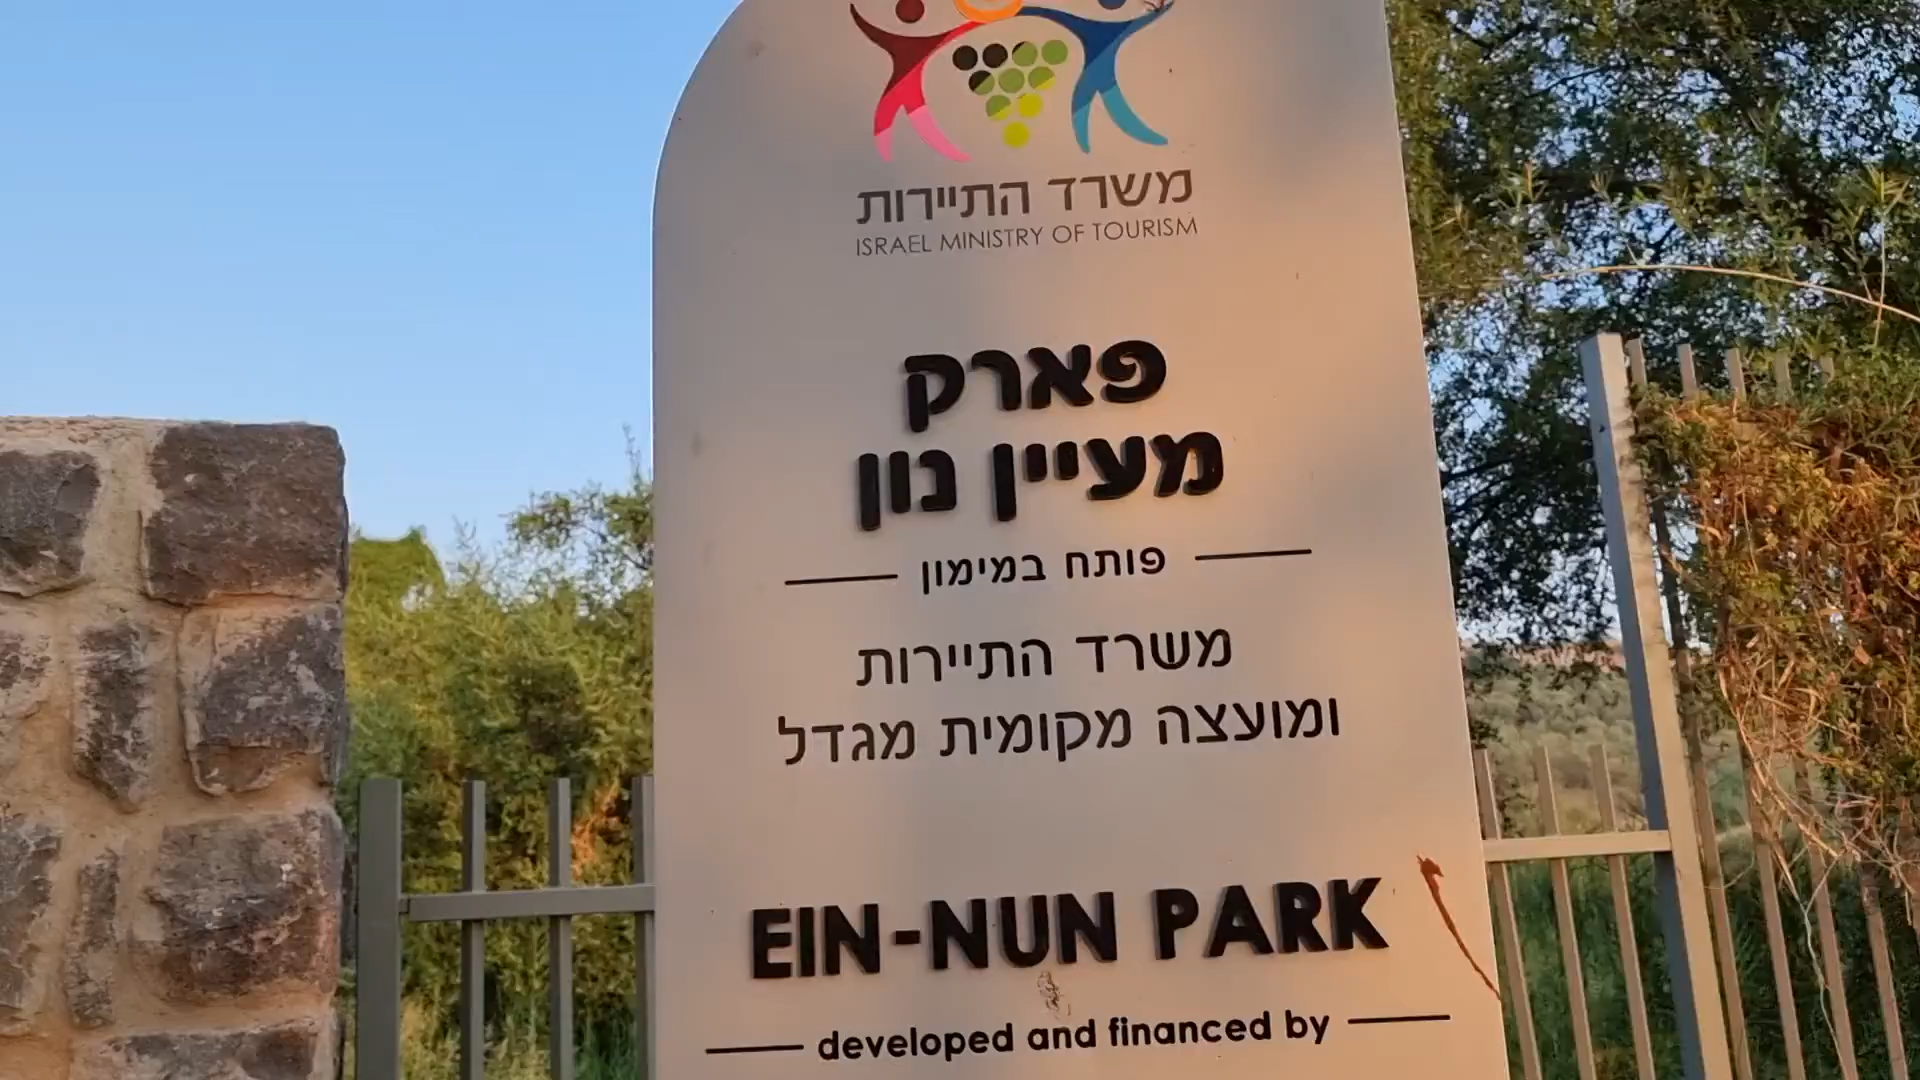 משרד התיירות
ISRAEL MINISTRY OF TOURISM
פארק
מעיין נון
פותח במימון
משרד התיירות
ומועצה מקומית מגדל
EIN-NUN PARK
developed and financed by